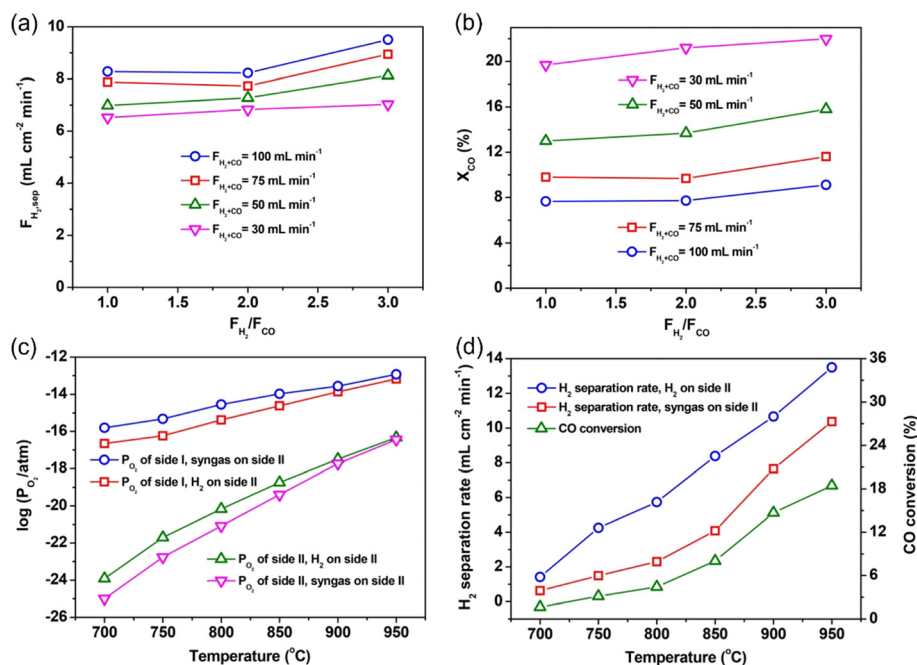 (a)
10
8
6
4
2
0
F_H₂,sep (mL cm⁻² min⁻¹)
F_H₂+CO = 100 mL min⁻¹
F_H₂+CO = 75 mL min⁻¹
F_H₂+CO = 50 mL min⁻¹
F_H₂+CO = 30 mL min⁻¹
1.0 1.5 2.0 2.5 3.0
F_H₂/F_CO
(b)
20
16
12
8
4
0
X_CO (%)
F_H₂+CO = 30 mL min⁻¹
F_H₂+CO = 50 mL min⁻¹
F_H₂+CO = 75 mL min⁻¹
F_H₂+CO = 100 mL min⁻¹
1.0 1.5 2.0 2.5 3.0
F_H₂/F_CO
(c)
-12
-14
-16
-18
-20
-22
-24
-26
log (P_O₂/atm)
P_O₂ of side I, syngas on side II
P_O₂ of side I, H₂ on side II
P_O₂ of side II, H₂ on side II
P_O₂ of side II, syngas on side II
700 750 800 850 900 950
Temperature (°C)
(d)
14
12
10
8
6
4
2
0
H₂ separation rate (mL cm⁻² min⁻¹)
H₂ separation rate, H₂ on side II
H₂ separation rate, syngas on side II
CO conversion
36
30
24
18
12
6
0
CO conversion (%)
700 750 800 850 900 950
Temperature (°C)